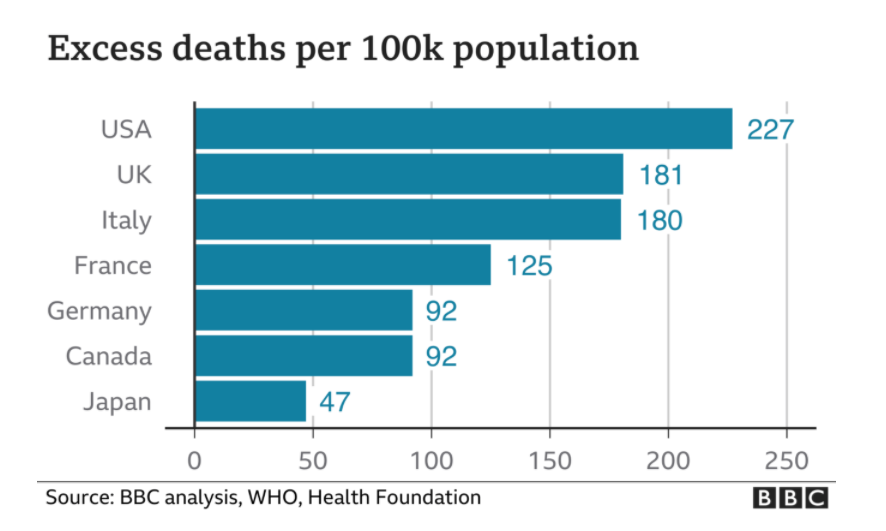 Excess deaths per 100k population
USA 227
UK 181
Italy 180
France 125
Germany 92
Canada 92
Japan 47
0 50 100 150 200 250
Source: BBC analysis, WHO, Health Foundation BBC